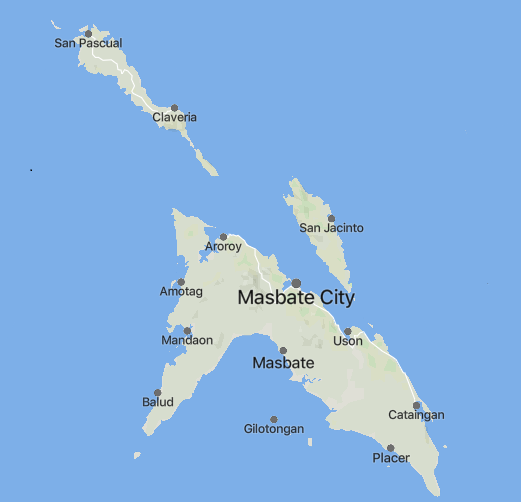 San Pascual
Claveria
San Jacinto
Aroroy
Amotag
Masbate City
Mandaon
Uson
Masbate
Balud
Cataingan
Gilotongan
Placer